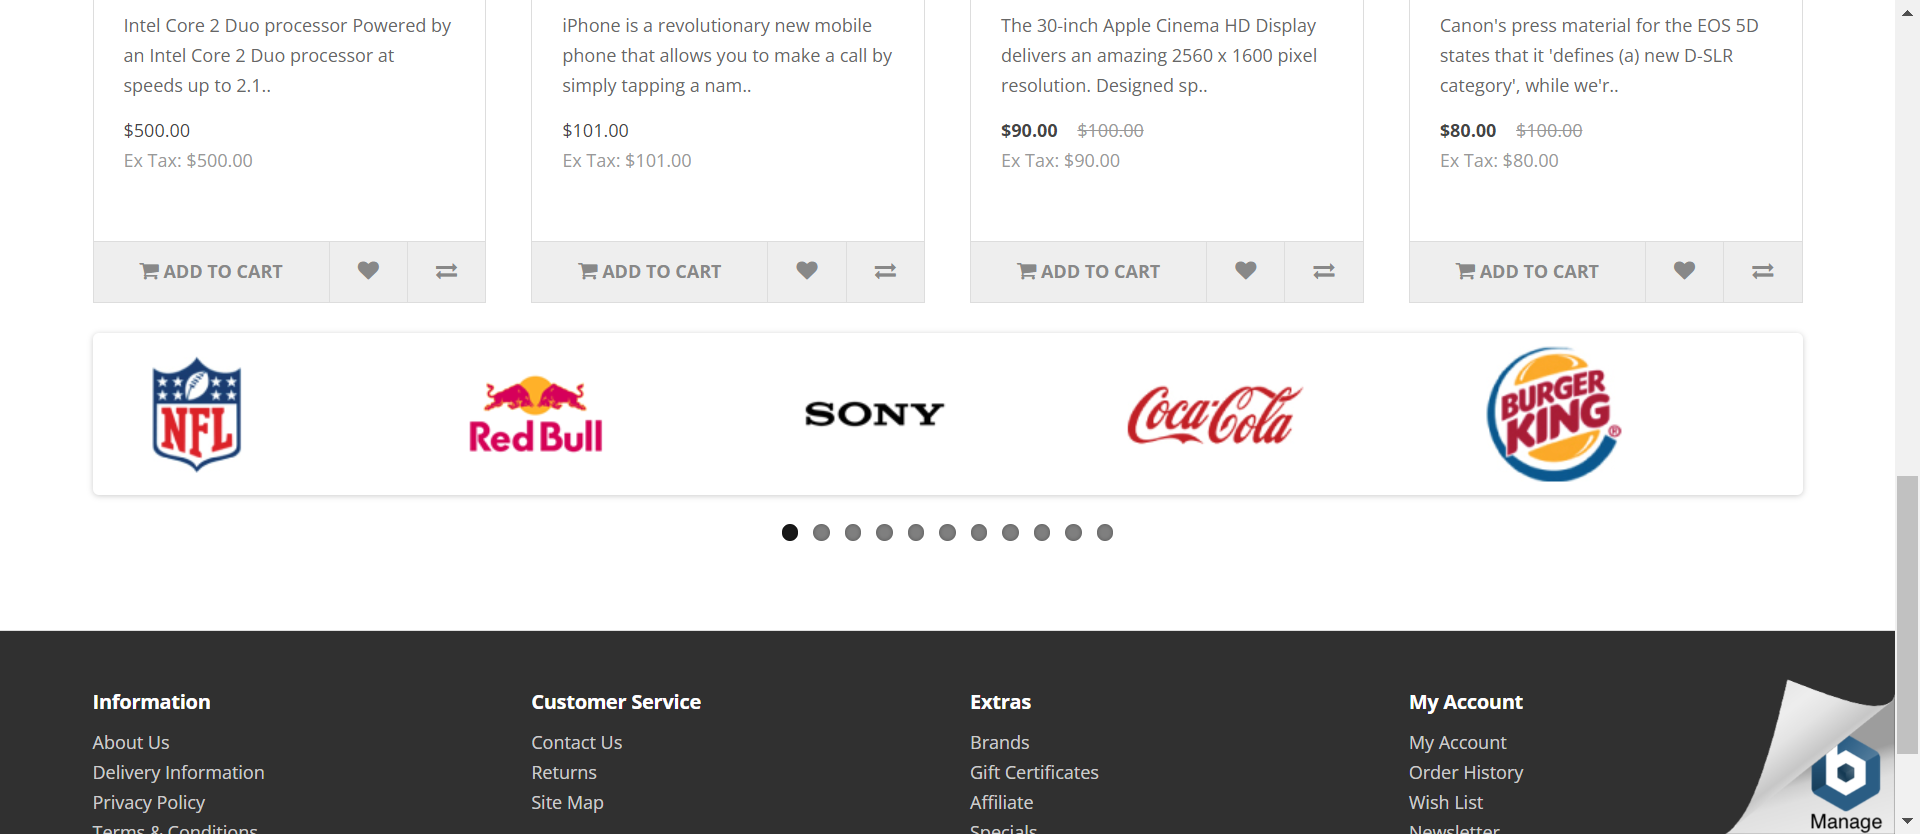 Intel Core 2 Duo processor Powered by
an Intel Core 2 Duo processor at
speeds up to 2.1..
$500.00
Ex Tax: $500.00
ADD TO CART
iPhone is a revolutionary new mobile
phone that allows you to make a call by
simply tapping a nam..
$101.00
Ex Tax: $101.00
ADD TO CART
The 30-inch Apple Cinema HD Display
delivers an amazing 2560 x 1600 pixel
resolution. Designed sp..
$90.00 $100.00
Ex Tax: $90.00
ADD TO CART
Canon's press material for the EOS 5D
states that it 'defines (a) new D-SLR
category', while we'r..
$80.00 $100.00
Ex Tax: $80.00
ADD TO CART
NFL
Red Bull
SONY
Coca-Cola
BURGER
KING®
Information
About Us
Delivery Information
Privacy Policy
Terms & Conditions
Customer Service
Contact Us
Returns
Site Map
Extras
Brands
Gift Certificates
Affiliate
Specials
My Account
My Account
Order History
Wish List
Newsletter
b
Manage